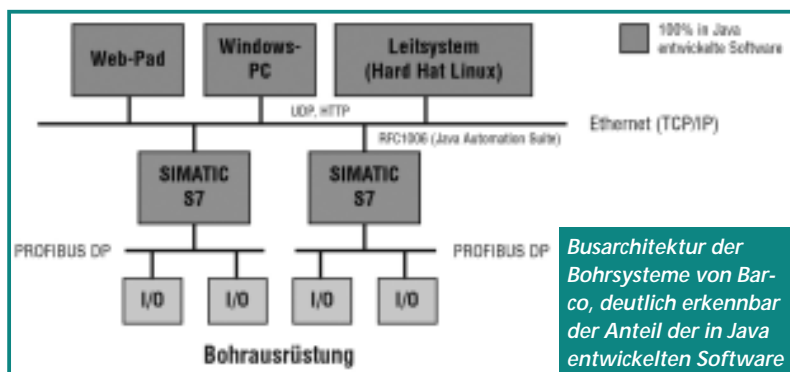 Web-Pad
Windows-
PC
Leitsystem
(Hard Hat Linux)
100% in Java
entwickelte Software
UDP, HTTP
Ethernet (TCP/IP)
RFC1006 (Java Automation Suite)
SIMATIC
S7
SIMATIC
S7
PROFIBUS DP
PROFIBUS DP
I/O
I/O
I/O
I/O
Bohrausrüstung
Busarchitektur der
Bohrsysteme von Bar-
co, deutlich erkennbar
der Anteil der in Java
entwickelten Software